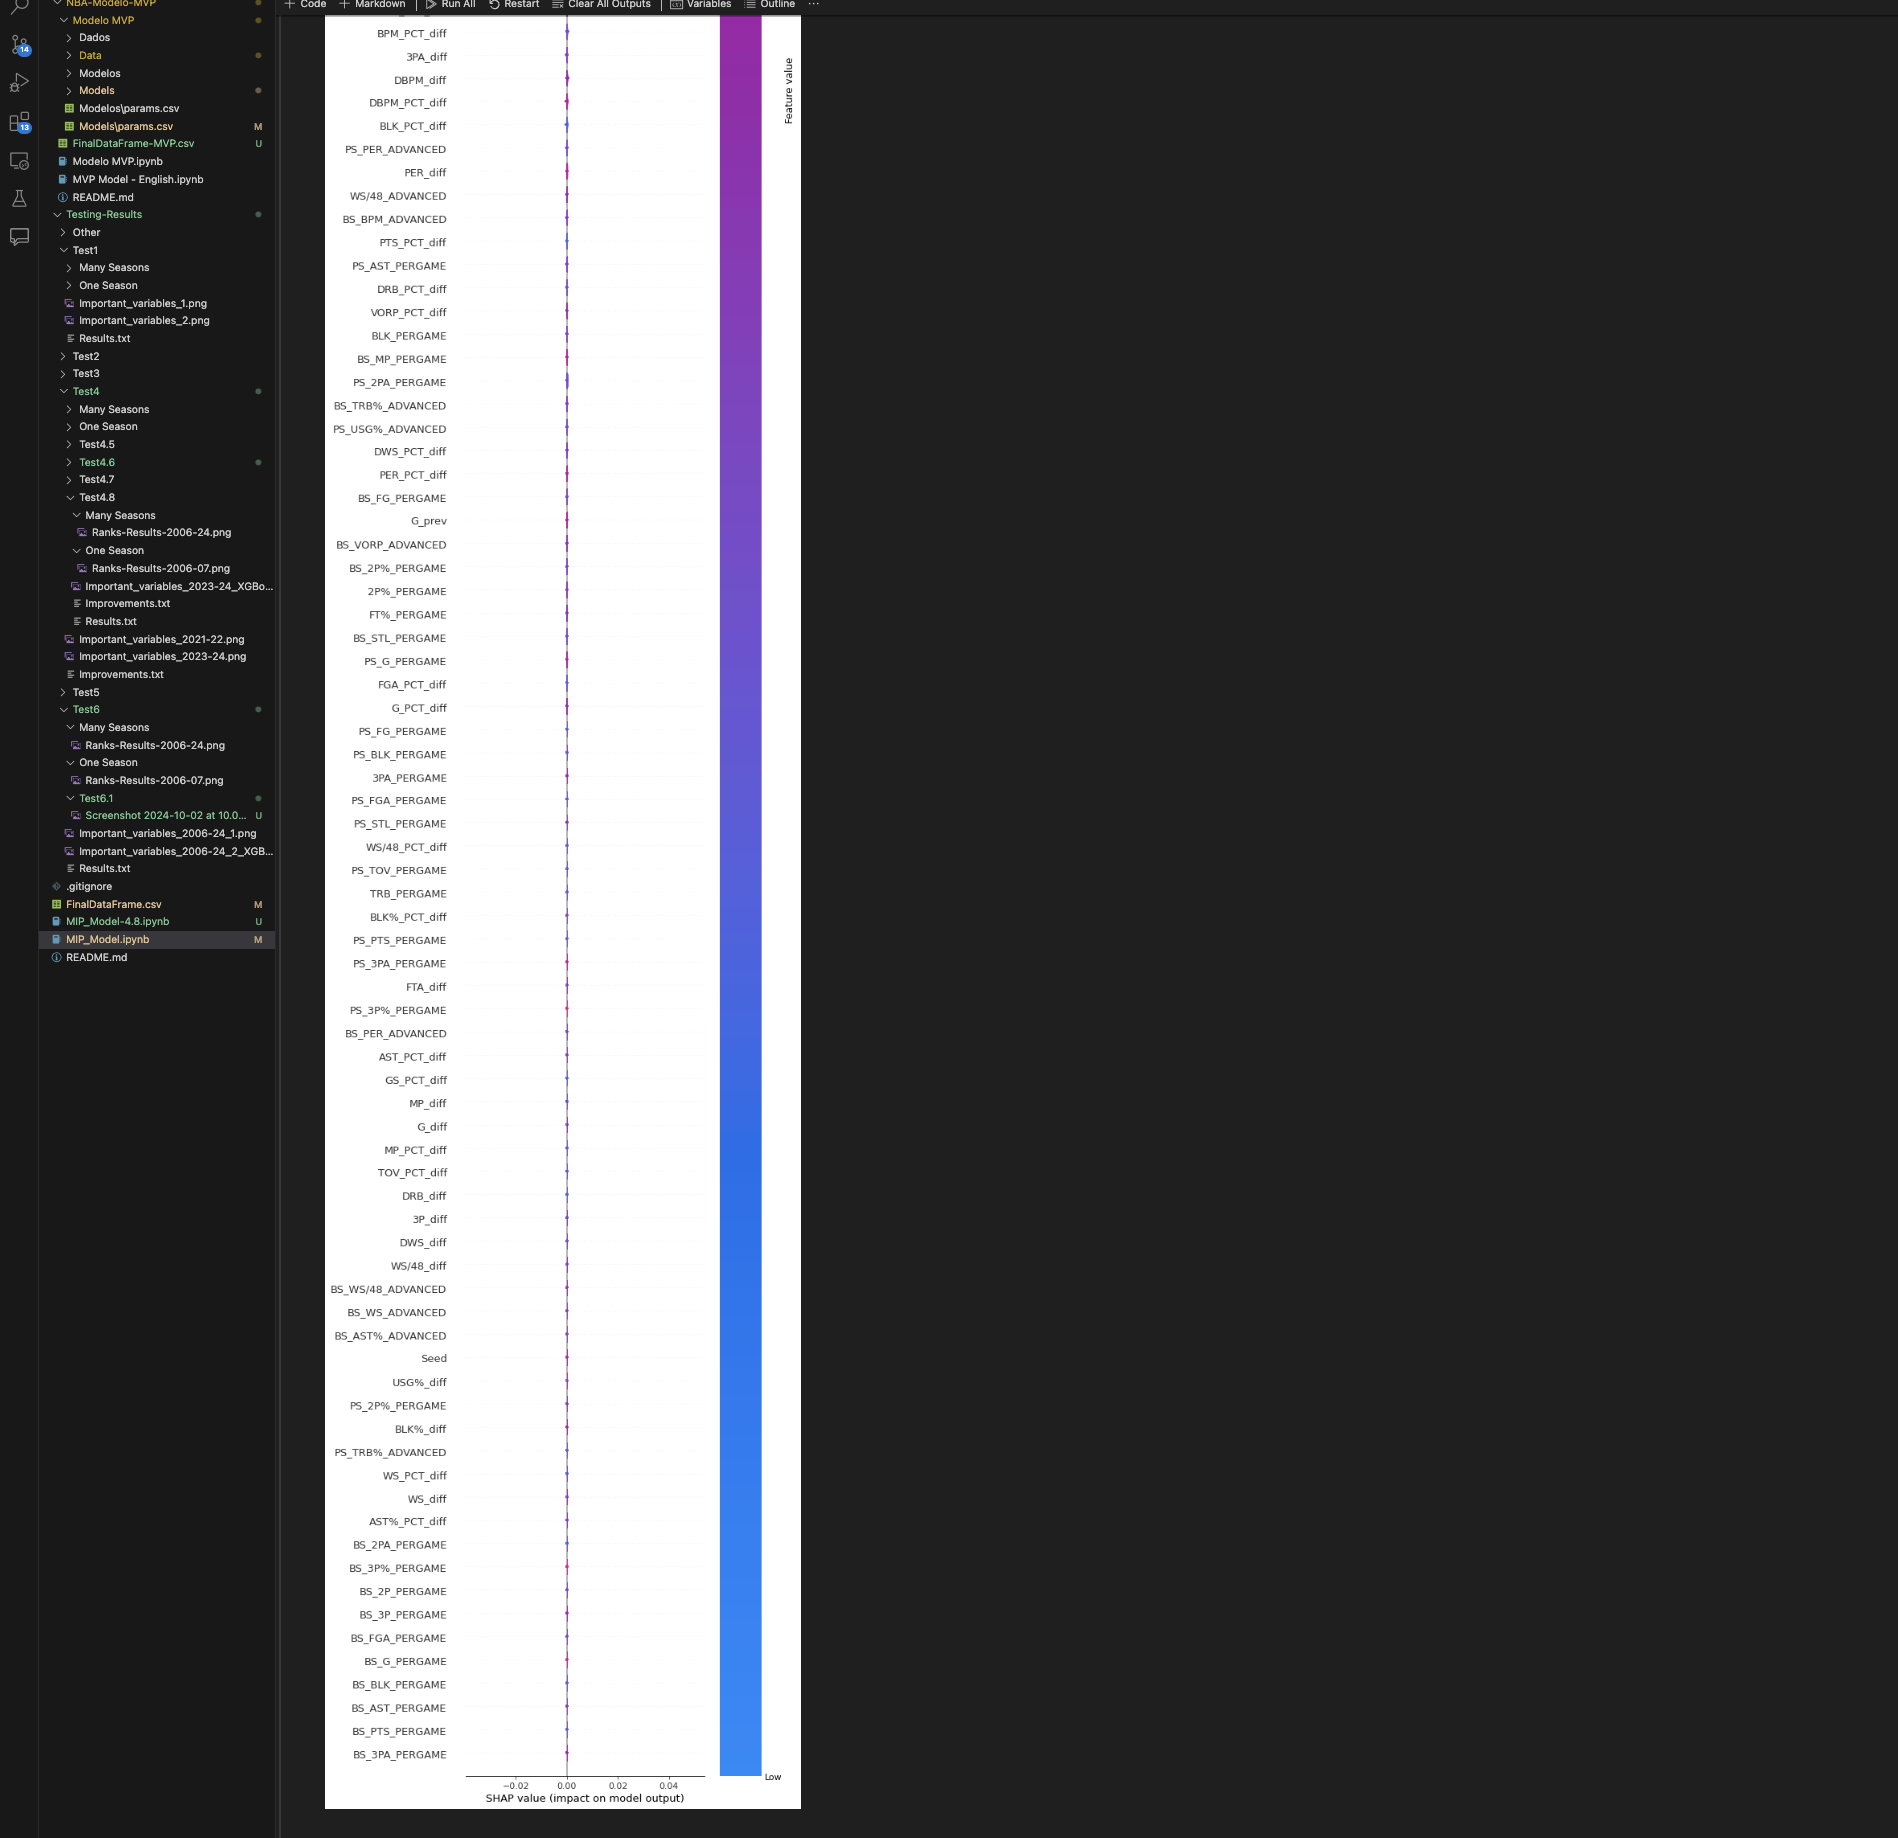 NBA-Modelo-MVP
Modelo MVP
Dados
Data
Modelos
Models
Modelos\params.csv
Models\params.csv M
FinalDataFrame-MVP.csv U
Modelo MVP.ipynb
MVP Model - English.ipynb
README.md
Testing-Results
Other
Test1
Many Seasons
One Season
Important_variables_1.png
Important_variables_2.png
Results.txt
Test2
Test3
Test4
Many Seasons
One Season
Test4.5
Test4.6
Test4.7
Test4.8
Many Seasons
Ranks-Results-2006-24.png
One Season
Ranks-Results-2006-07.png
Important_variables_2023-24_XGBo...
Improvements.txt
Results.txt
Important_variables_2021-22.png
Important_variables_2023-24.png
Improvements.txt
Test5
Test6
Many Seasons
Ranks-Results-2006-24.png
One Season
Ranks-Results-2006-07.png
Test6.1
Screenshot 2024-10-02 at 10.0... U
Important_variables_2006-24_1.png
Important_variables_2006-24_2_XGB...
Results.txt
.gitignore
FinalDataFrame.csv M
MIP_Model-4.8.ipynb U
MIP_Model.ipynb M
README.md
14
13
+ Code + Markdown Run All Restart Clear All Outputs Variables Outline ...
BPM_PCT_diff
3PA_diff
DBPM_diff
DBPM_PCT_diff
BLK_PCT_diff
PS_PER_ADVANCED
PER_diff
WS/48_ADVANCED
BS_BPM_ADVANCED
PTS_PCT_diff
PS_AST_PERGAME
DRB_PCT_diff
VORP_PCT_diff
BLK_PERGAME
BS_MP_PERGAME
PS_2PA_PERGAME
BS_TRB%_ADVANCED
PS_USG%_ADVANCED
DWS_PCT_diff
PER_PCT_diff
BS_FG_PERGAME
G_prev
BS_VORP_ADVANCED
BS_2P%_PERGAME
2P%_PERGAME
FT%_PERGAME
BS_STL_PERGAME
PS_G_PERGAME
FGA_PCT_diff
G_PCT_diff
PS_FG_PERGAME
PS_BLK_PERGAME
3PA_PERGAME
PS_FGA_PERGAME
PS_STL_PERGAME
WS/48_PCT_diff
PS_TOV_PERGAME
TRB_PERGAME
BLK%_PCT_diff
PS_PTS_PERGAME
PS_3PA_PERGAME
FTA_diff
PS_3P%_PERGAME
BS_PER_ADVANCED
AST_PCT_diff
GS_PCT_diff
MP_diff
G_diff
MP_PCT_diff
TOV_PCT_diff
DRB_diff
3P_diff
DWS_diff
WS/48_diff
BS_WS/48_ADVANCED
BS_WS_ADVANCED
BS_AST%_ADVANCED
Seed
USG%_diff
PS_2P%_PERGAME
BLK%_diff
PS_TRB%_ADVANCED
WS_PCT_diff
WS_diff
AST%_PCT_diff
BS_2PA_PERGAME
BS_3P%_PERGAME
BS_2P_PERGAME
BS_3P_PERGAME
BS_FGA_PERGAME
BS_G_PERGAME
BS_BLK_PERGAME
BS_AST_PERGAME
BS_PTS_PERGAME
BS_3PA_PERGAME
−0.02 0.00 0.02 0.04
SHAP value (impact on model output)
Feature value
Low